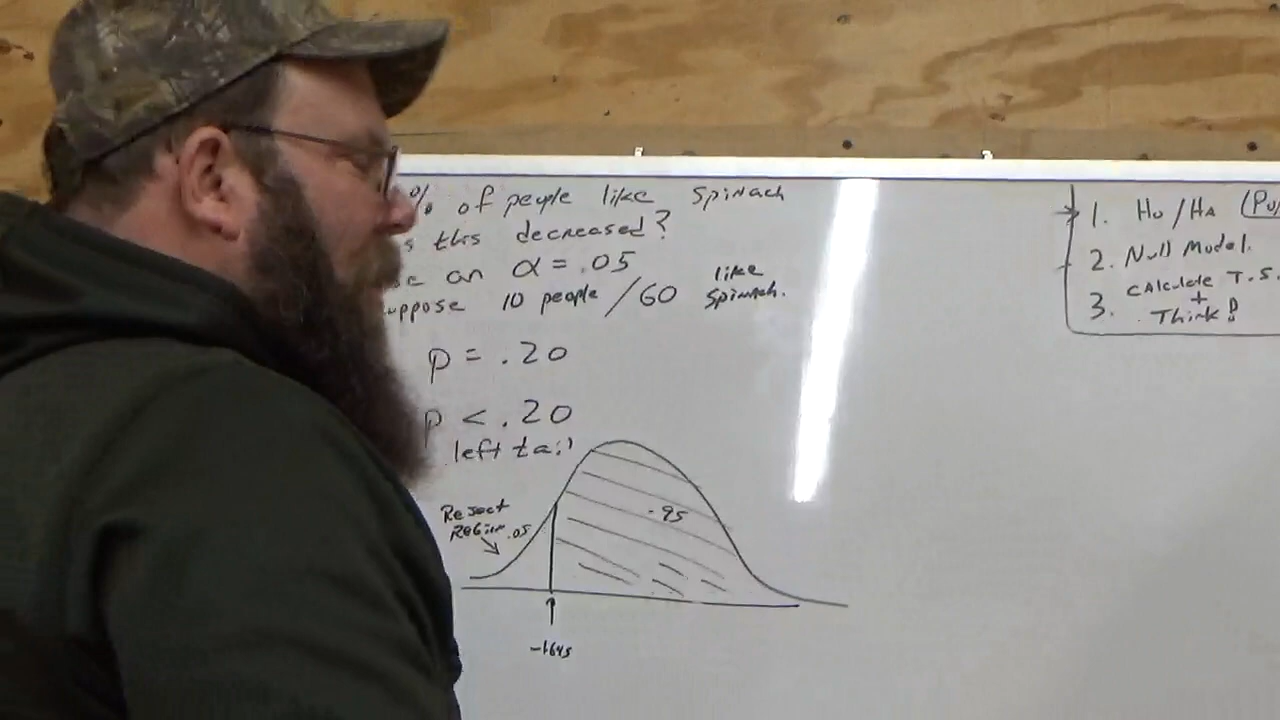 % of people like spinach
s this decreased?
an α = .05
uppose 10 people / 60 like spinach.
p = .20
p < .20
left tail
Reject
Region .05
.95
-1.645
1. Ho / HA (Pu
2. Null Model.
3. CAlculate T.S.
+
Think!